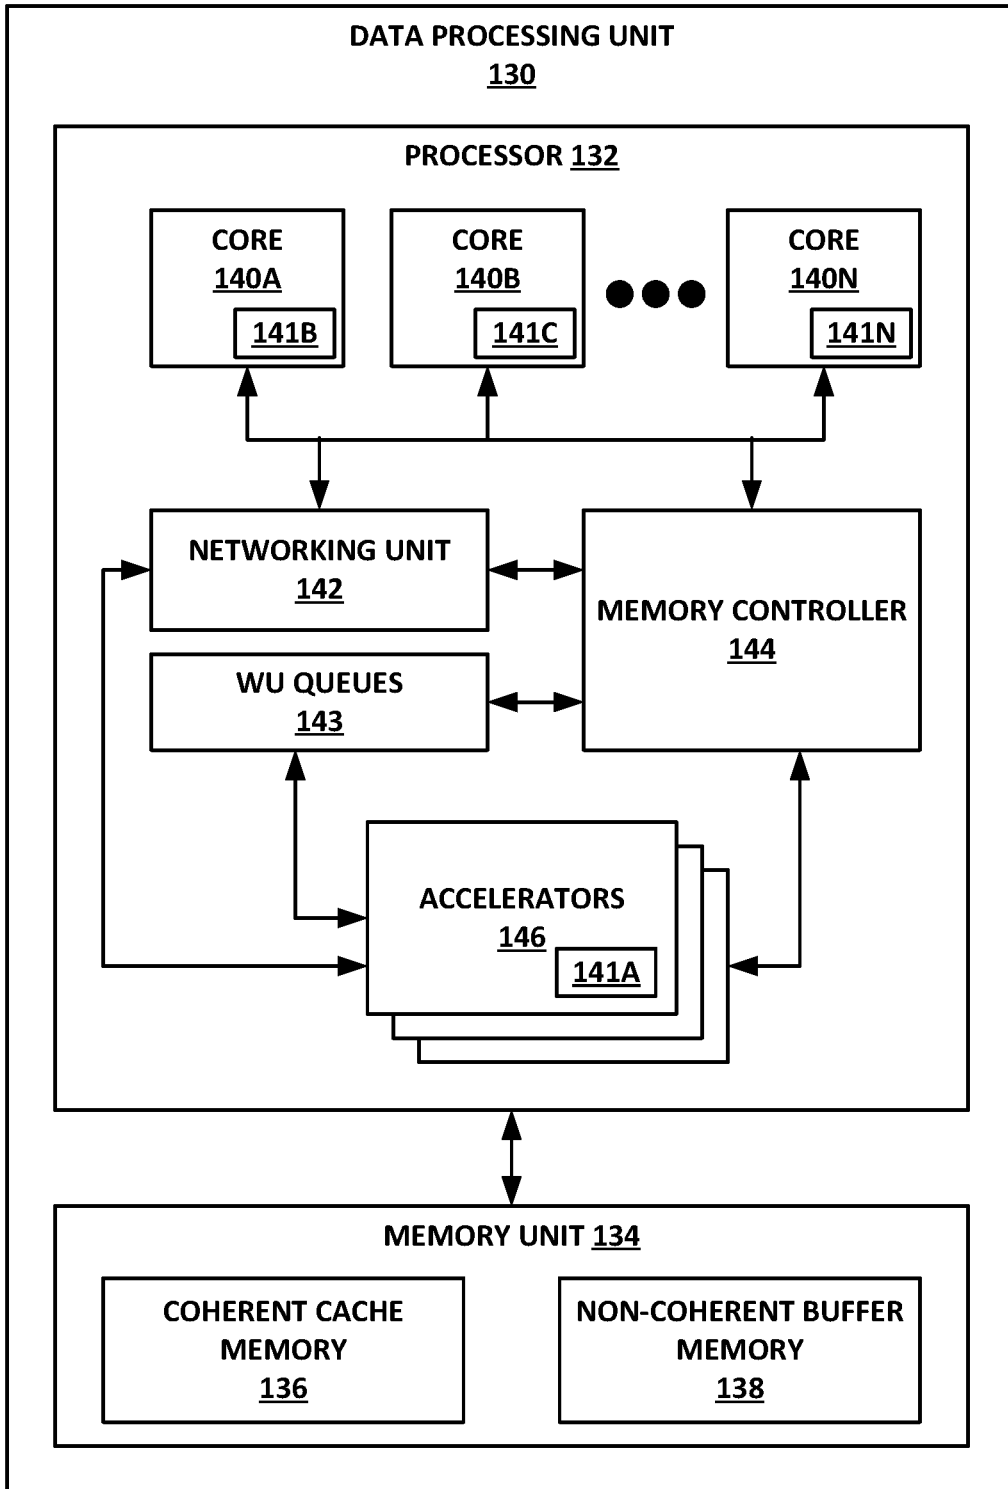 DATA PROCESSING UNIT
130
PROCESSOR 132
CORE
140A
141B
CORE
140B
141C
CORE
140N
141N
NETWORKING UNIT
142
MEMORY CONTROLLER
144
WU QUEUES
143
ACCELERATORS
146
141A
MEMORY UNIT 134
COHERENT CACHE
MEMORY
136
NON-COHERENT BUFFER
MEMORY
138